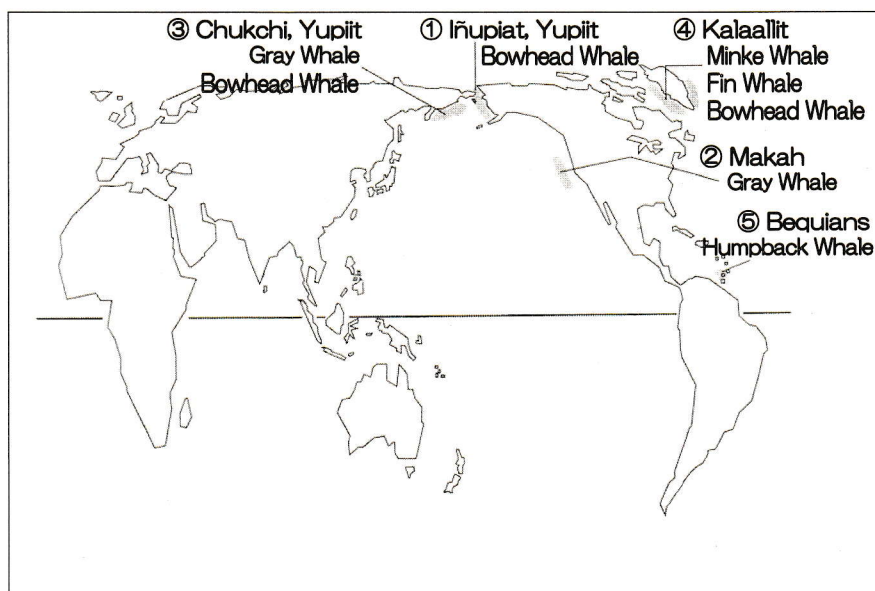 ③ Chukchi, Yupiit
Gray Whale
Bowhead Whale
① Iñupiat, Yupiit
Bowhead Whale
④ Kalaallit
Minke Whale
Fin Whale
Bowhead Whale
② Makah
Gray Whale
⑤ Bequians
Humpback Whale